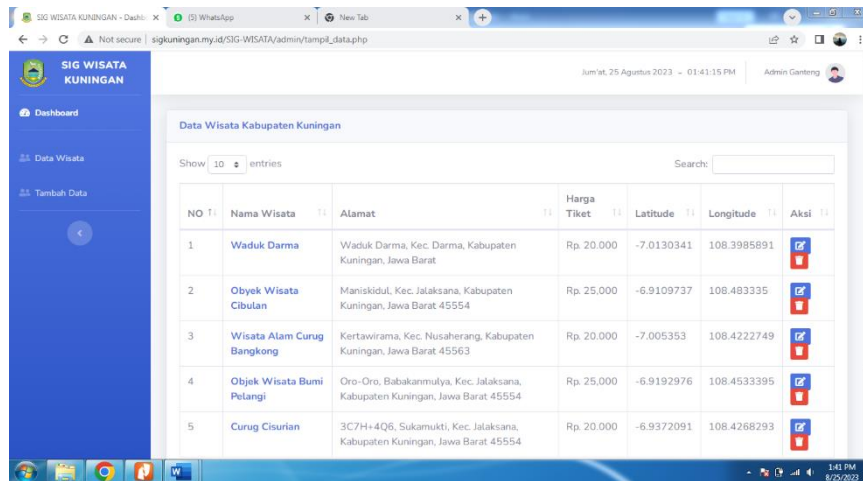 SIG WISATA KUNINGAN - Dashb
(5) WhatsApp
New Tab
Not secure sigkuningan.my.id/SIG-WISATA/admin/tampil_data.php
SIG WISATA
KUNINGAN
Jum'at, 25 Agustus 2023 - 01:41:15 PM
Admin Ganteng
Dashboard
Data Wisata
Tambah Data
Data Wisata Kabupaten Kuningan
Show 10 entries
Search:
NO Nama Wisata Alamat Harga Tiket Latitude Longitude Aksi
1 Waduk Darma Waduk Darma, Kec. Darma, Kabupaten Rp. 20.000 -7.0130341 108.3985891
Kuningan, Jawa Barat
2 Obyek Wisata Maniskidul, Kec. Jalaksana, Kabupaten Rp. 25,000 -6.9109737 108.483335
Cibulan Kuningan, Jawa Barat 45554
3 Wisata Alam Curug Kertawirama, Kec. Nusaherang, Kabupaten Rp. 20.000 -7.005353 108.4222749
Bangkong Kuningan, Jawa Barat 45563
4 Objek Wisata Bumi Oro-Oro, Babakanmulya, Kec. Jalaksana, Rp. 25,000 -6.9192976 108.4533395
Pelangi Kabupaten Kuningan, Jawa Barat 45554
5 Curug Cisurian 3C7H+4Q6, Sukamukti, Kec. Jalaksana, Rp. 20.000 -6.9372091 108.4268293
Kabupaten Kuningan, Jawa Barat 45554
1:41 PM
8/25/2023